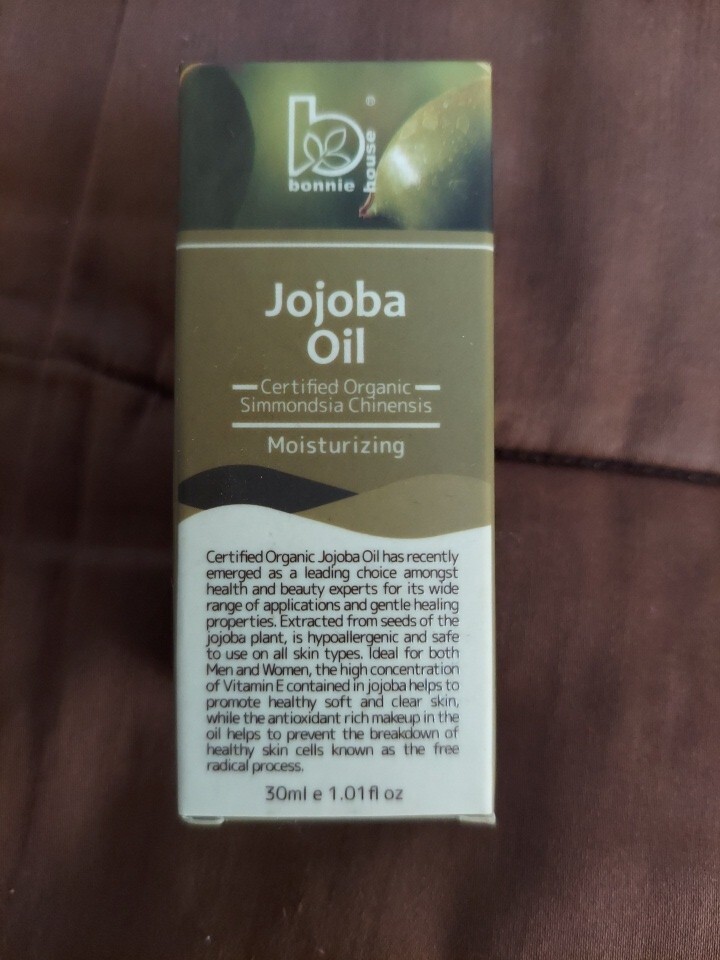 b
®
bonnie house
Jojoba
Oil
Certified Organic
Simmondsia Chinensis
Moisturizing
Certified Organic Jojoba Oil has recently
emerged as a leading choice amongst
health and beauty experts for its wide
range of applications and gentle healing
properties. Extracted from seeds of the
jojoba plant, is hypoallergenic and safe
to use on all skin types. Ideal for both
Men and Women, the high concentration
of Vitamin E contained in jojoba helps to
promote healthy soft and clear skin,
while the antioxidant rich makeup in the
oil helps to prevent the breakdown of
healthy skin cells known as the free
radical process.
30ml e 1.01fl oz